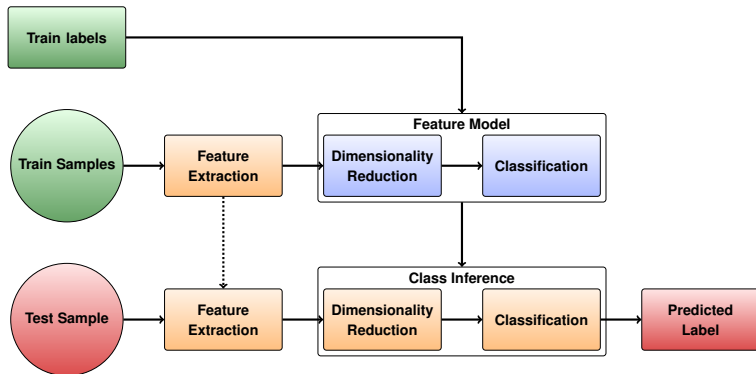 Train labels
Feature Model
Train Samples
Feature
Extraction
Dimensionality
Reduction
Classification
Class Inference
Test Sample
Feature
Extraction
Dimensionality
Reduction
Classification
Predicted
Label